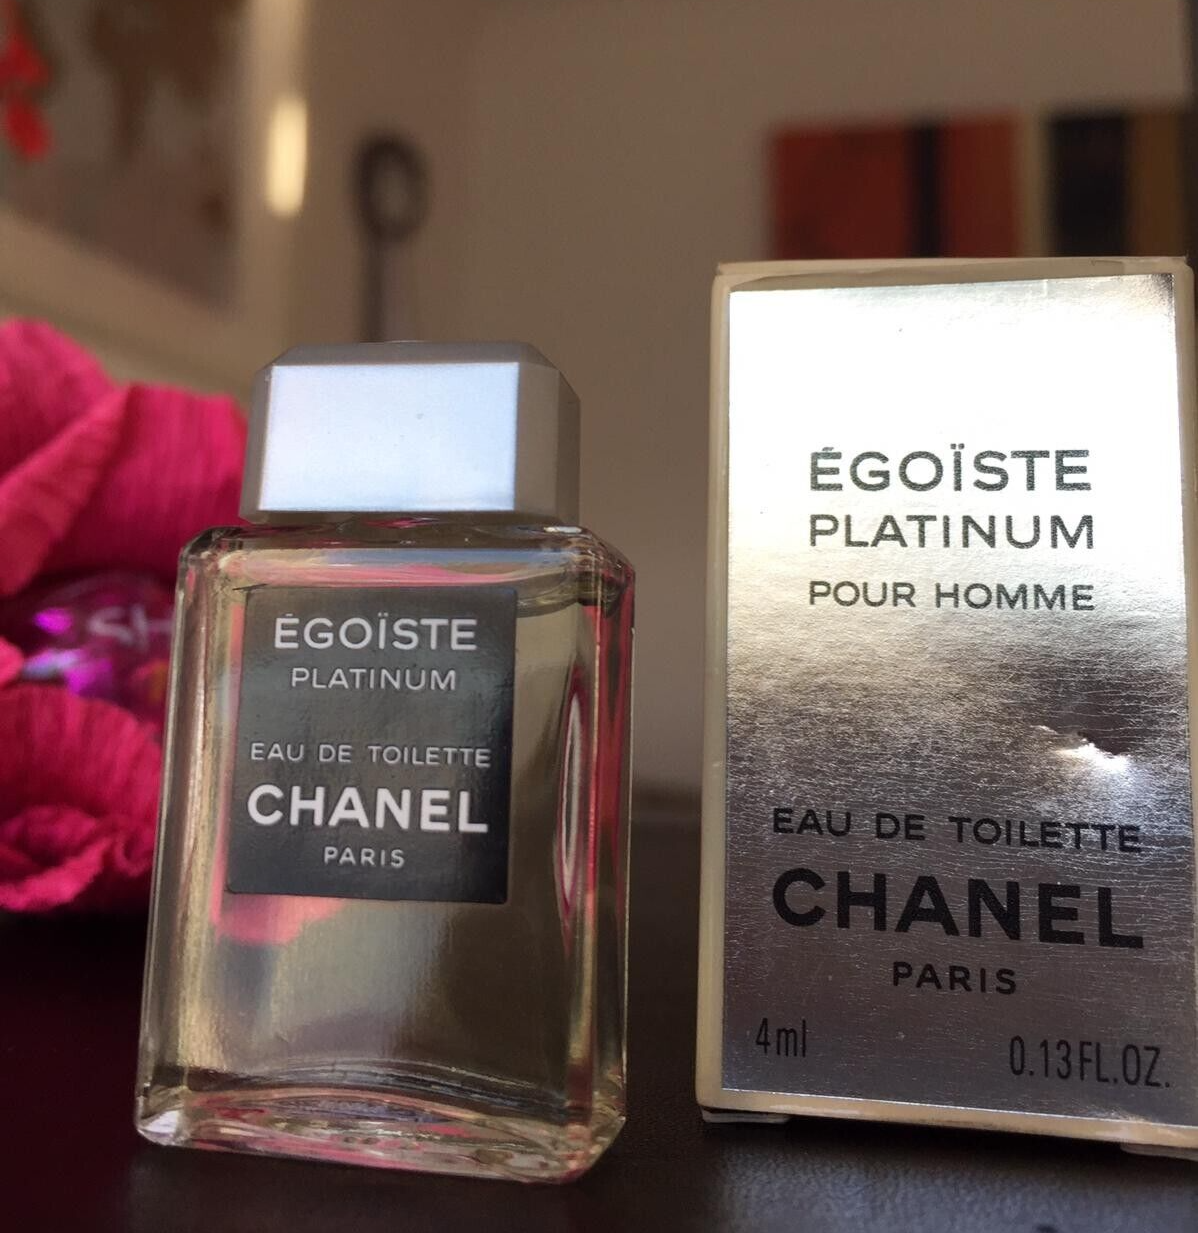 ÉGOÏSTE
PLATINUM
EAU DE TOILETTE
CHANEL
PARIS
ÉGOÏSTE
PLATINUM
POUR HOMME
EAU DE TOILETTE
CHANEL
PARIS
4ml 0.13FL.OZ.